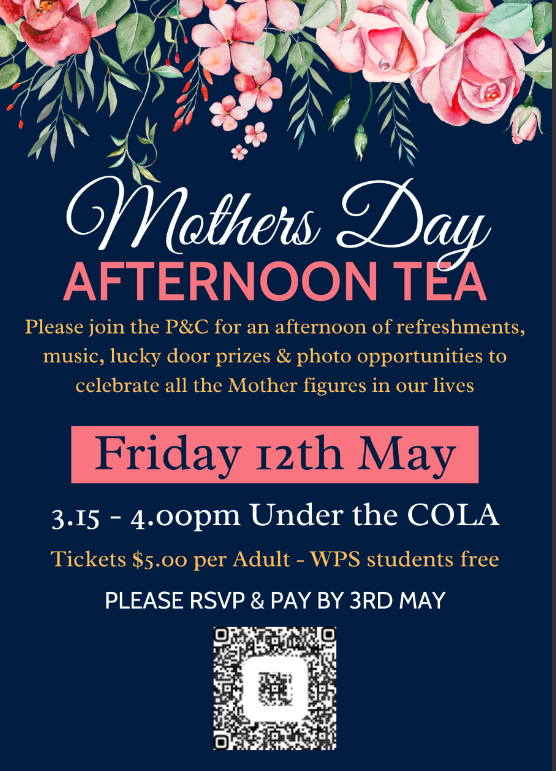 Mothers Day
AFTERNOON TEA
Please join the P&C for an afternoon of refreshments,
music, lucky door prizes & photo opportunities to
celebrate all the Mother figures in our lives
Friday 12th May
3.15 - 4.00pm Under the COLA
Tickets $5.00 per Adult - WPS students free
PLEASE RSVP & PAY BY 3RD MAY